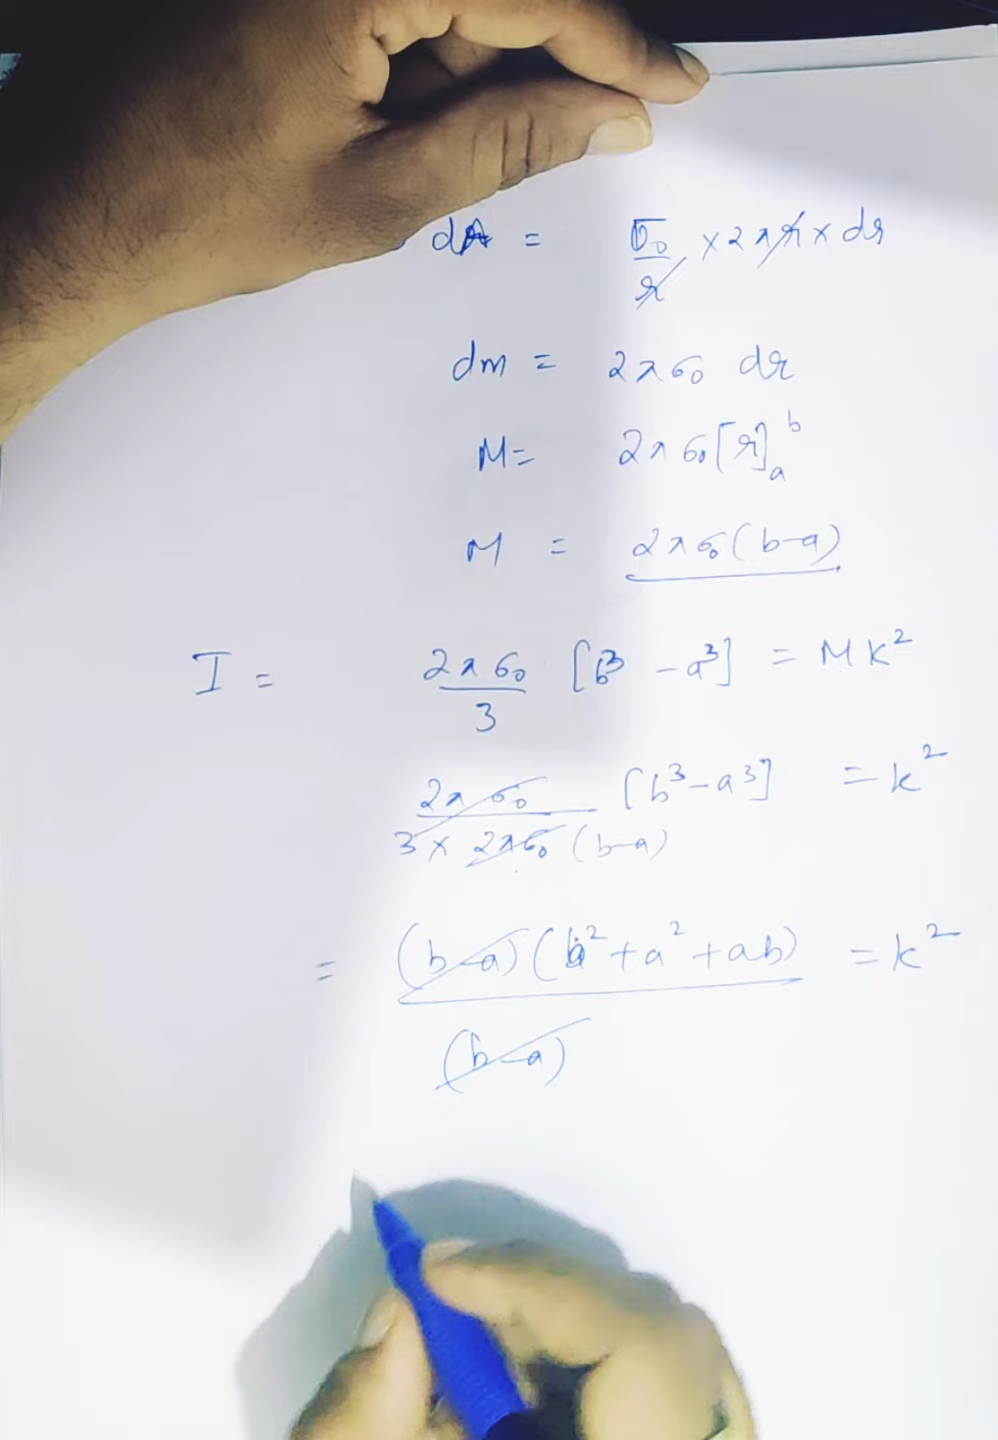 dA = σ₀/r × 2πr × dr
dm = 2πσ₀ dr
M = 2πσ₀[r]ₐᵇ
M = 2πσ₀(b-a)
I = 2πσ₀/3 [b³ - a³] = Mk²
2πσ₀/3 × 2πσ₀(b-a) [b³-a³] = k²
= (b-a)(b²+a²+ab)/(b-a) = k²